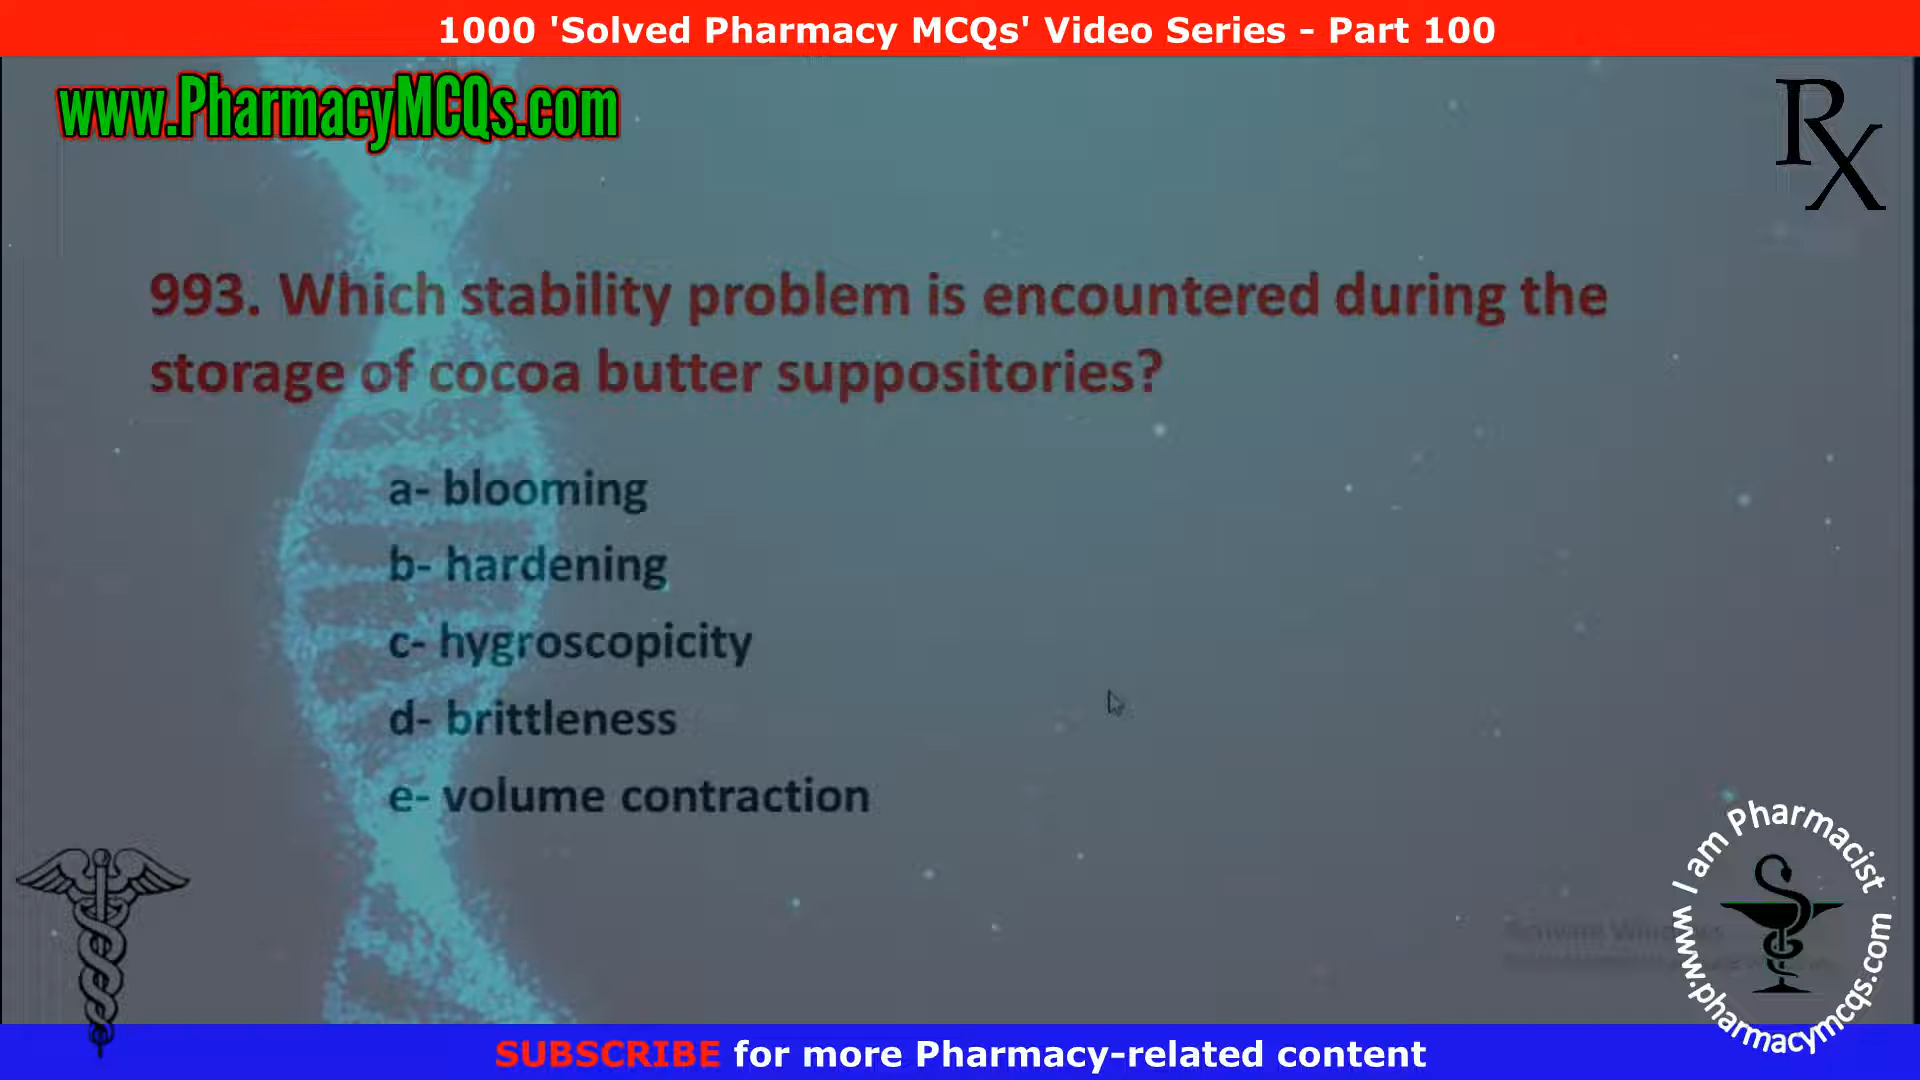 1000 'Solved Pharmacy MCQs' Video Series - Part 100
www.PharmacyMCQs.com
Rx
993. Which stability problem is encountered during the
storage of cocoa butter suppositories?
a- blooming
b- hardening
c- hygroscopicity
d- brittleness
e- volume contraction
I am Pharmacist
www.pharmacymcqs.com
SUBSCRIBE for more Pharmacy-related content